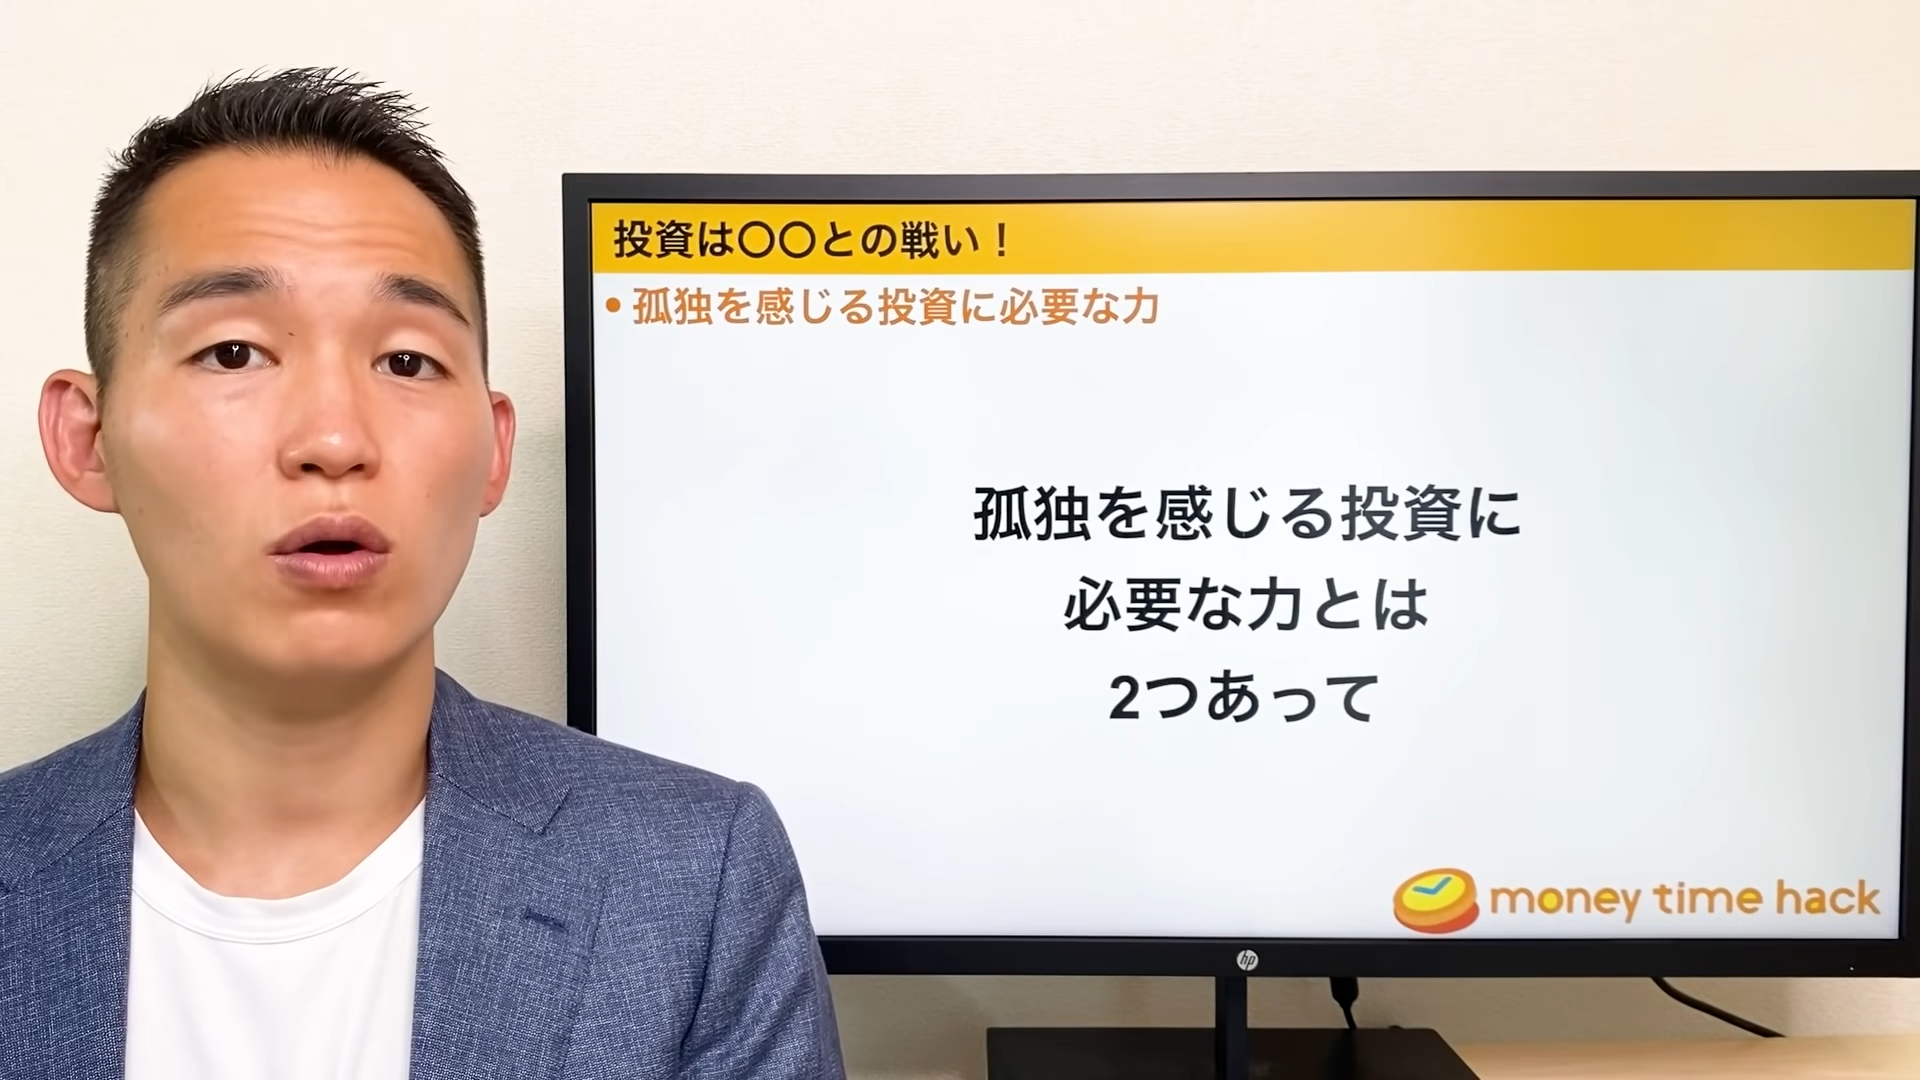 投資は〇〇との戦い！
• 孤独を感じる投資に必要な力
孤独を感じる投資に
必要な力とは
2つあって
money time hack
hp